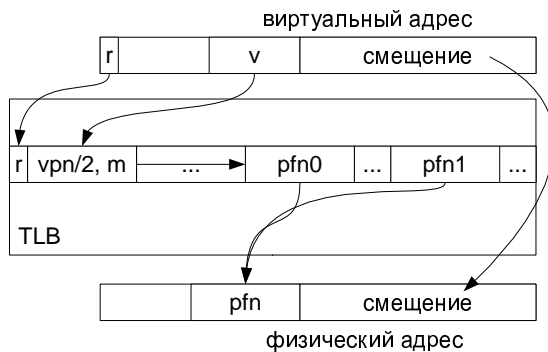 виртуальный адрес
r v смещение
r vpn/2, m ... pfn0 ... pfn1 ...
TLB
pfn смещение
физический адрес